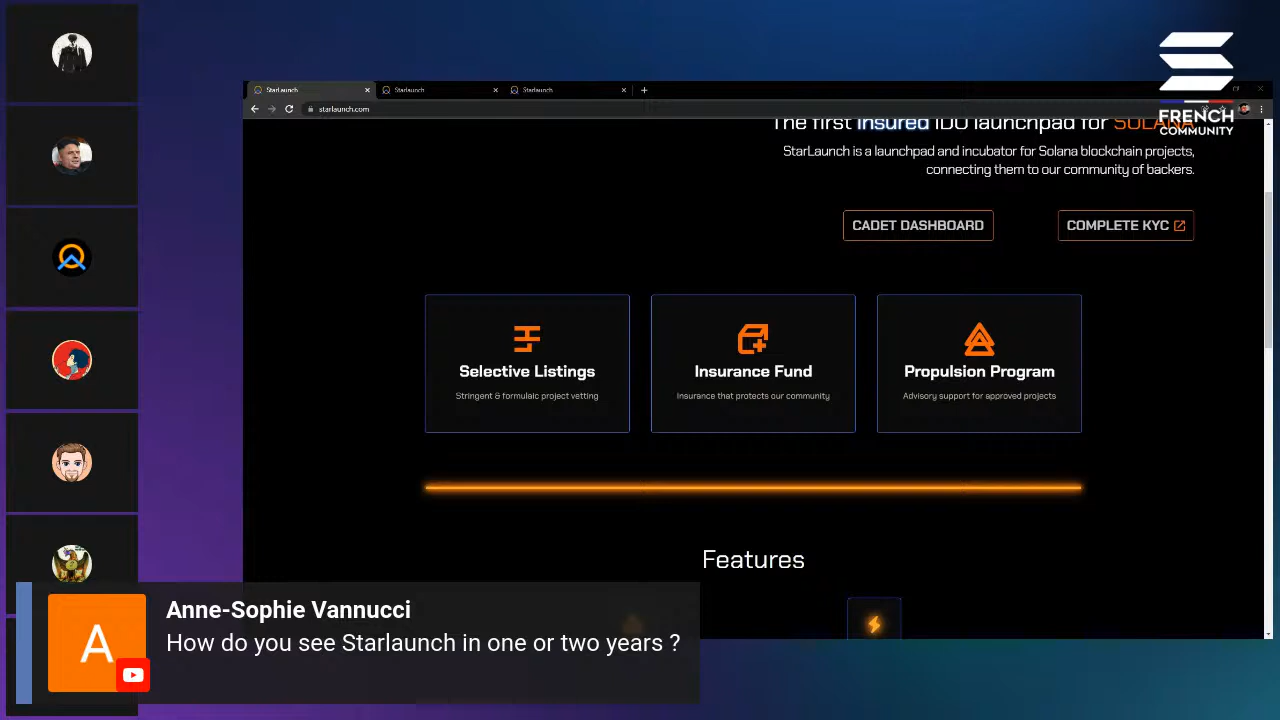 StarLaunch
StarLaunch
StarLaunch
starlaunch.com
FRENCH
COMMUNITY
The first insured IDO launchpad for SOLANA
StarLaunch is a launchpad and incubator for Solana blockchain projects,
connecting them to our community of backers.
CADET DASHBOARD
COMPLETE KYC
Selective Listings
Stringent & formulaic project vetting
Insurance Fund
Insurance that protects our community
Propulsion Program
Advisory support for approved projects
Features
A
Anne-Sophie Vannucci
How do you see Starlaunch in one or two years ?